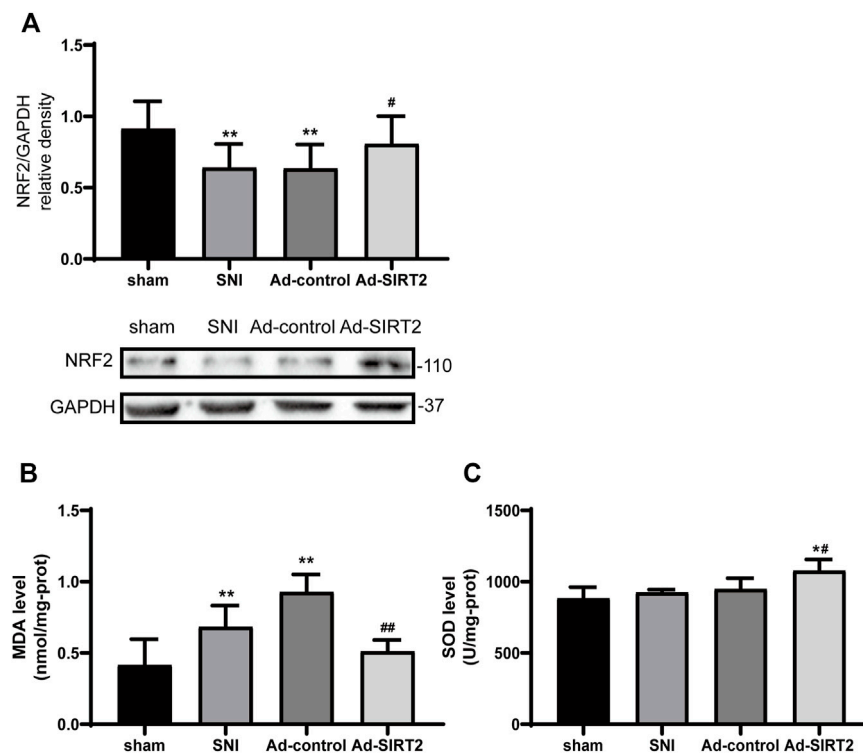 A
NRF2/GAPDH
relative density
1.5
1.0
0.5
0.0
**
**
#
sham SNI Ad-control Ad-SIRT2
sham SNI Ad-control Ad-SIRT2
NRF2 -110
GAPDH -37
B
MDA level
(nmol/mg-prot)
1.5
1.0
0.5
0.0
**
**
##
sham SNI Ad-control Ad-SIRT2
C
SOD level
(U/mg-prot)
1500
1000
500
0
*#
sham SNI Ad-control Ad-SIRT2